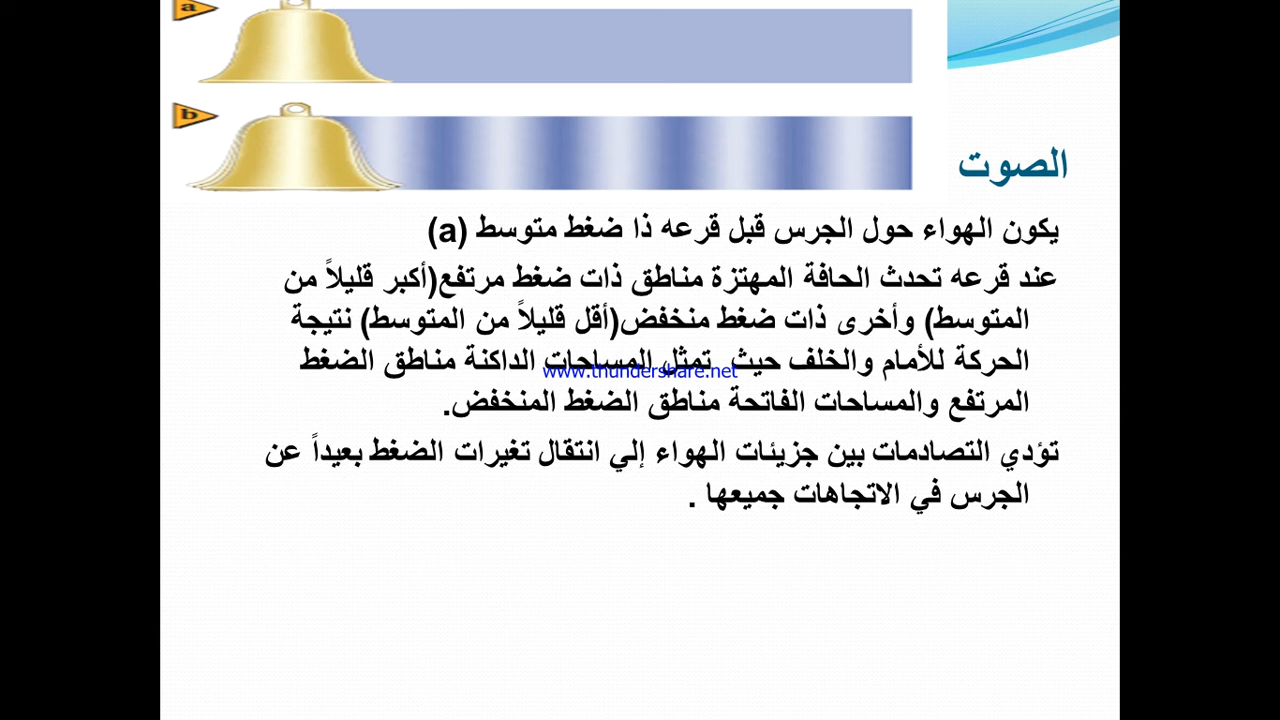 a
b
الصوت
يكون الهواء حول الجرس قبل قرعه ذا ضغط متوسط (a)
عند قرعه تحدث الحافة المهتزة مناطق ذات ضغط مرتفع(أكبر قليلاً من
المتوسط) وأخرى ذات ضغط منخفض(أقل قليلاً من المتوسط) نتيجة
الحركة للأمام والخلف حيث تمثل المساحات الداكنة مناطق الضغط
www.thundershare.net
المرتفع والمساحات الفاتحة مناطق الضغط المنخفض.
تؤدي التصادمات بين جزيئات الهواء إلي انتقال تغيرات الضغط بعيداً عن
الجرس في الاتجاهات جميعها .